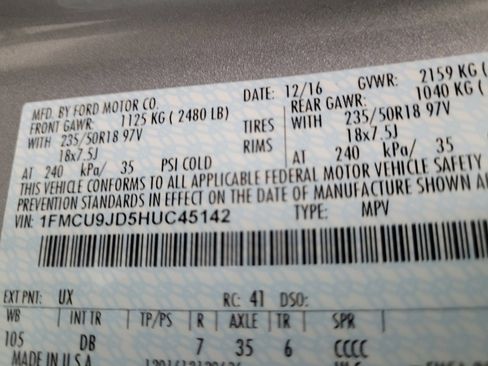 MFD. BY FORD MOTOR CO. DATE: 12/16 GVWR: 2159 KG (
FRONT GAWR: 1125 KG ( 2480 LB) REAR GAWR: 1040 KG (
WITH 235/50R18 97V TIRES WITH 235/50R18 97V
18x7.5J RIMS 18x7.5J
AT 240 kPa/ 35 PSI COLD AT 240 kPa/ 35
THIS VEHICLE CONFORMS TO ALL APPLICABLE FEDERAL MOTOR VEHICLE SAFETY
PREVENTION STANDARDS IN EFFECT ON THE DATE OF MANUFACTURE SHOWN A
VIN: 1FMCU9JD5HUC45142 TYPE: MPV
EXT PNT: UX RC: 41 DSO:
WB INT TR TP/PS R AXLE TR SPR
105 DB 7 35 6 CCCC
MADE IN U.S.A